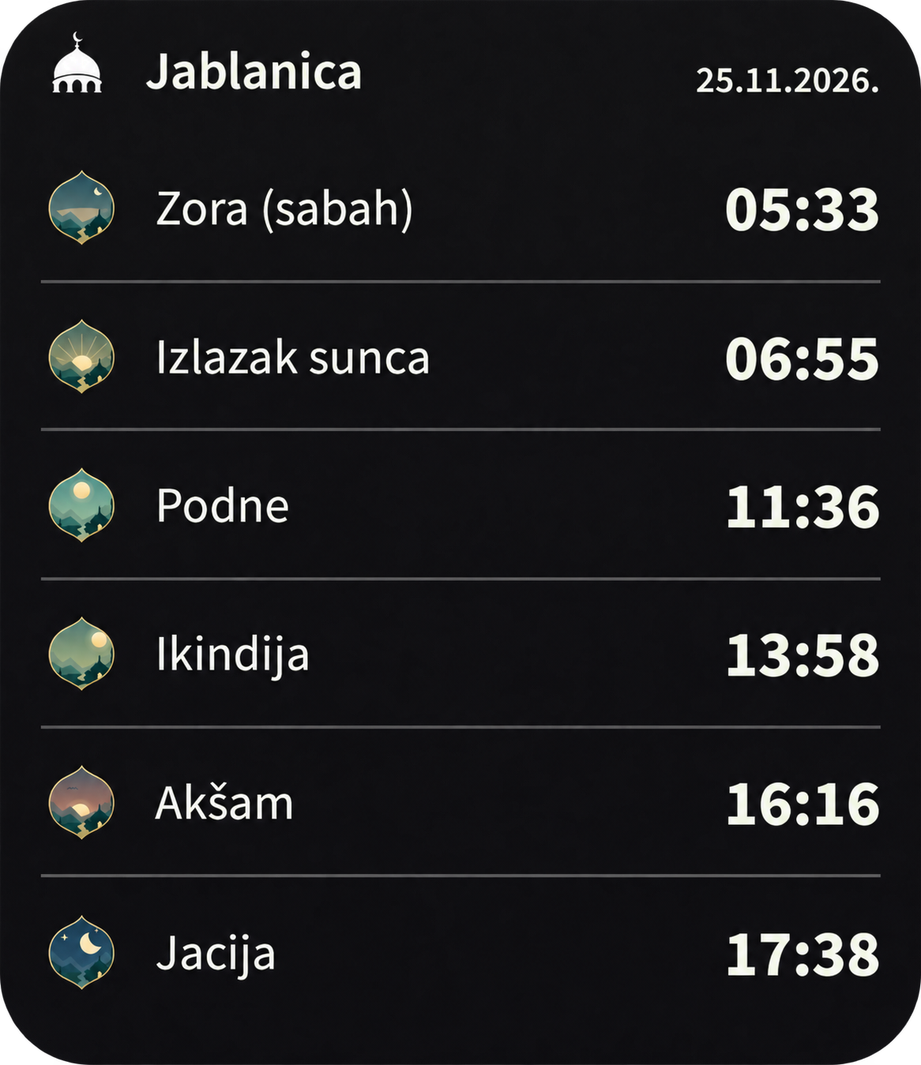 Jablanica 25.11.2026.
Zora (sabah) 05:33
Izlazak sunca 06:55
Podne 11:36
Ikindija 13:58
Akšam 16:16
Jacija 17:38